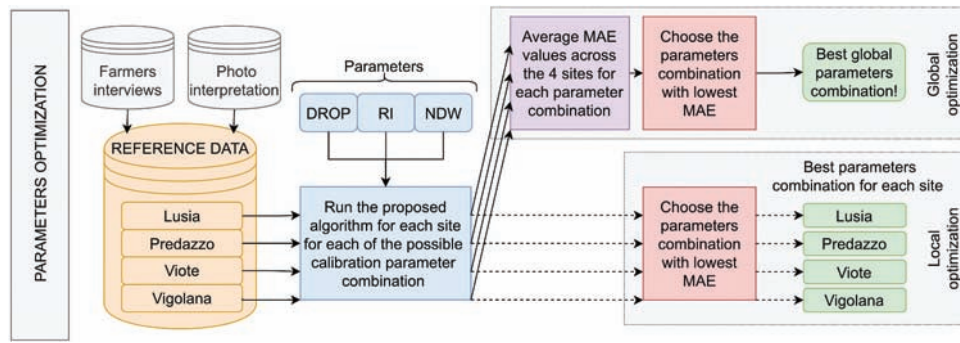 PARAMETERS OPTIMIZATION
Farmers
interviews
Photo
interpretation
REFERENCE DATA
Lusia
Predazzo
Viote
Vigolana
Parameters
DROP
RI
NDW
Run the proposed
algorithm for each site
for each of the possible
calibration parameter
combination
Average MAE
values across
the 4 sites for
each parameter
combination
Choose the
parameters
combination
with lowest
MAE
Best global
parameters
combination!
Global
optimization
Choose the
parameters
combination
with lowest
MAE
Best parameters
combination for each site
Lusia
Predazzo
Viote
Vigolana
Local
optimization